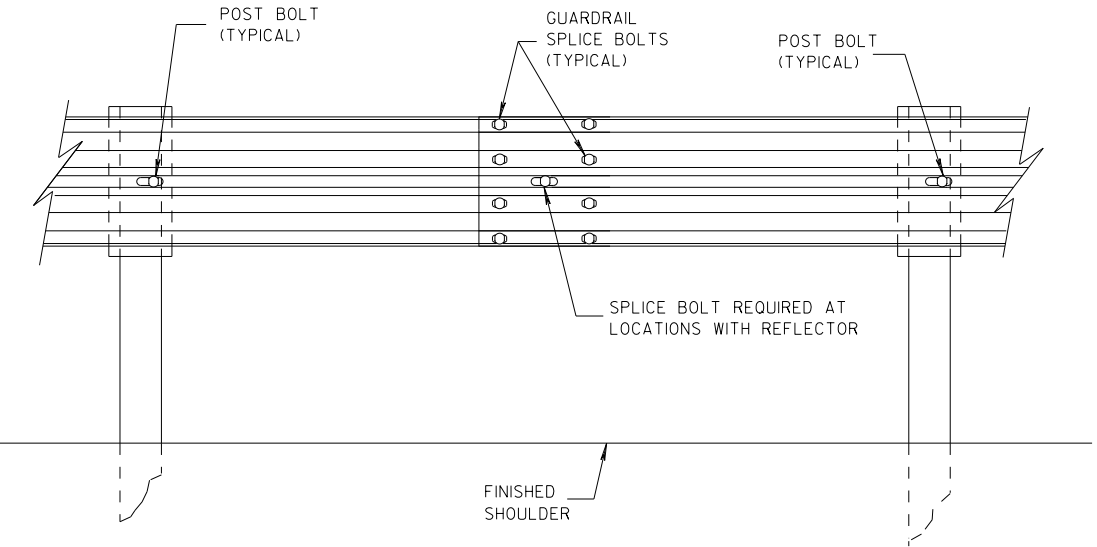 POST BOLT
(TYPICAL)
GUARDRAIL
SPLICE BOLTS
(TYPICAL)
POST BOLT
(TYPICAL)
SPLICE BOLT REQUIRED AT
LOCATIONS WITH REFLECTOR
FINISHED
SHOULDER